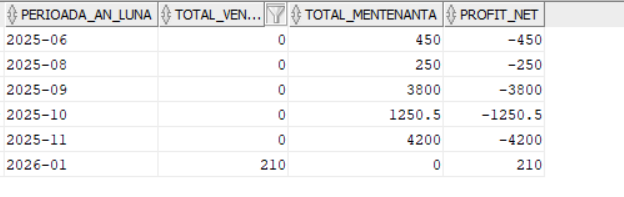 PERIOADA_AN_LUNA TOTAL_VEN... TOTAL_MENTENANTA PROFIT_NET
2025-06 0 450 -450
2025-08 0 250 -250
2025-09 0 3800 -3800
2025-10 0 1250.5 -1250.5
2025-11 0 4200 -4200
2026-01 210 0 210